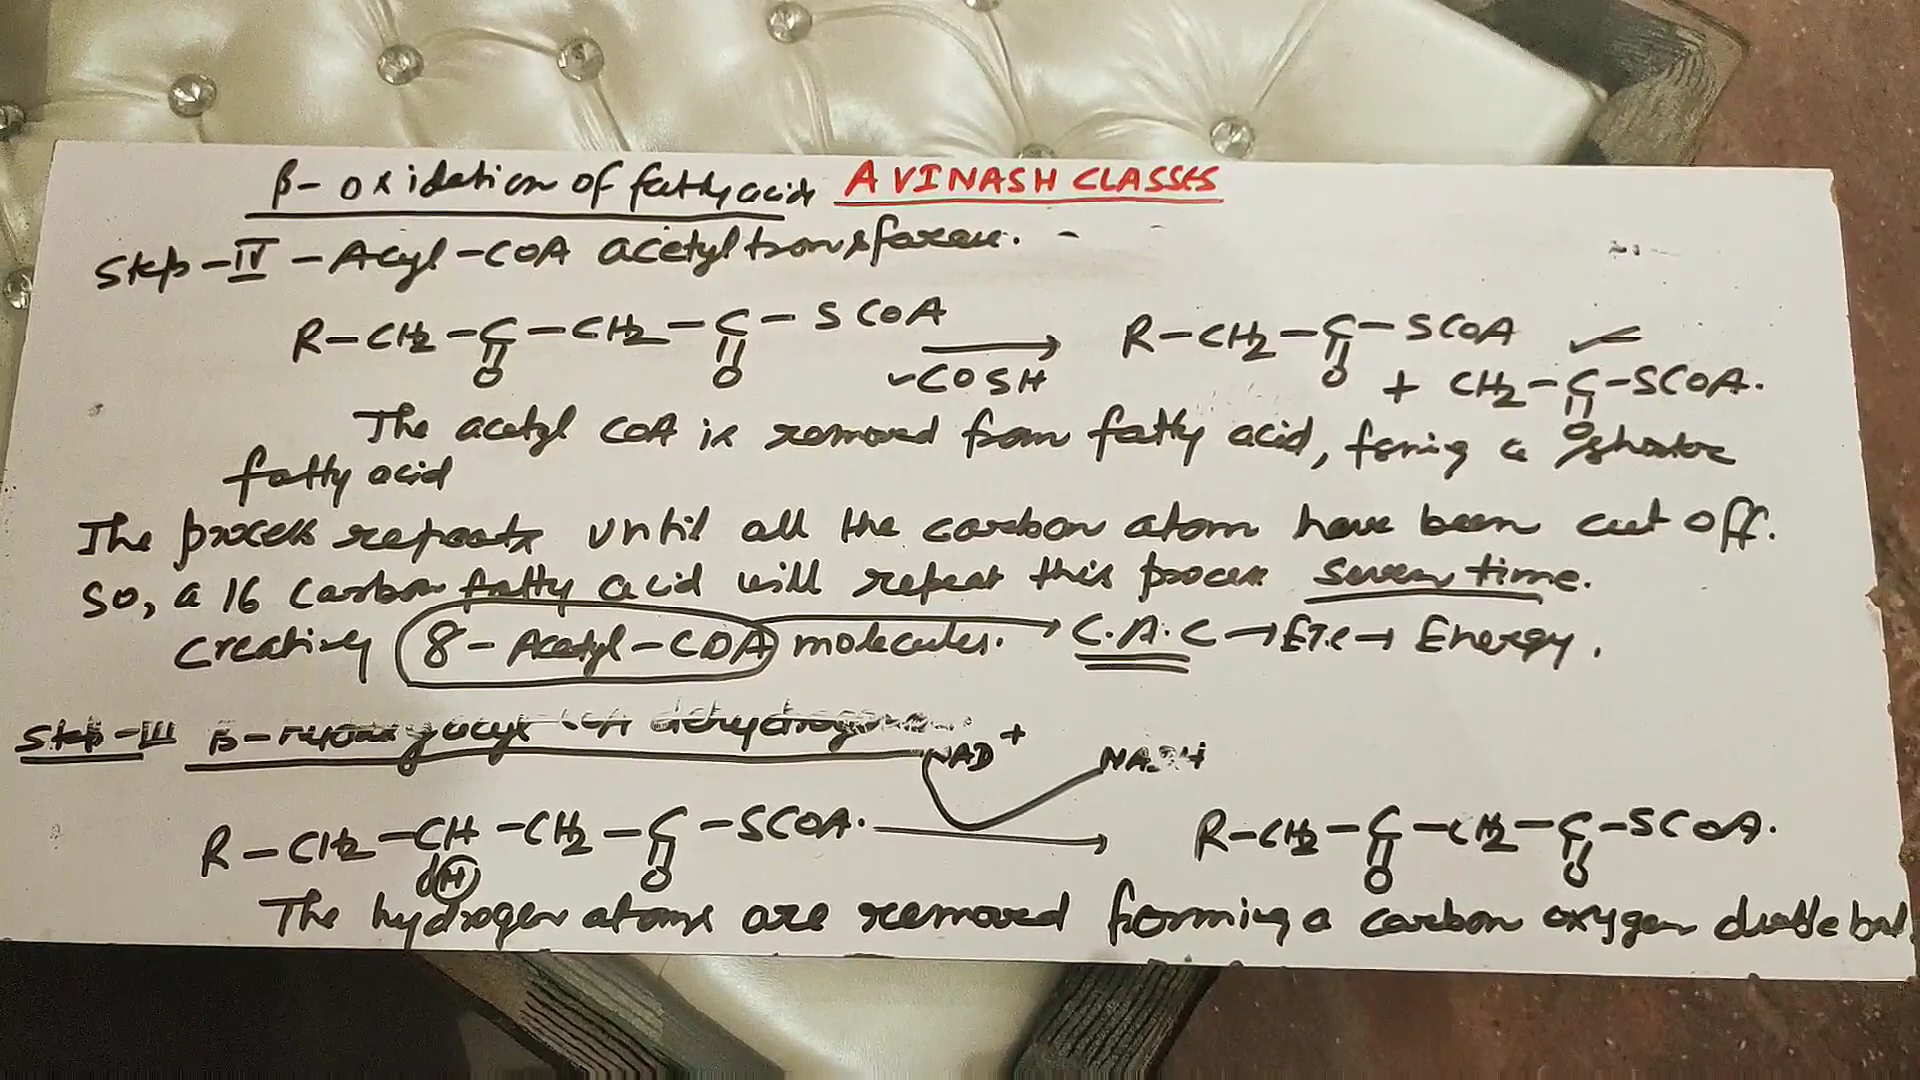 β- oxidation of fatty acid AVINASH CLASSES
Step-IV - Acyl-COA acetyltransferase.
R-CH2-C-CH2-C-SCOA → R-CH2-C-SCOA
O O COSH O + CH2-C-SCOA.
O
The acetyl COA is removed from fatty acid, forming a shorter
fatty acid
The process repeats until all the carbon atom have been cut off.
So, a 16 Carbon fatty acid will repeat this process seven time.
Creating 8-Acetyl-COA molecules. → C.A.C → ETC → Energy.
Step-III β-
NAD+
R-CH2-CH-CH2-C-SCOA. → R-CH2-C-CH2-C-SCOA.
OH O O O
The hydrogen atoms are removed forming a carbon oxygen double